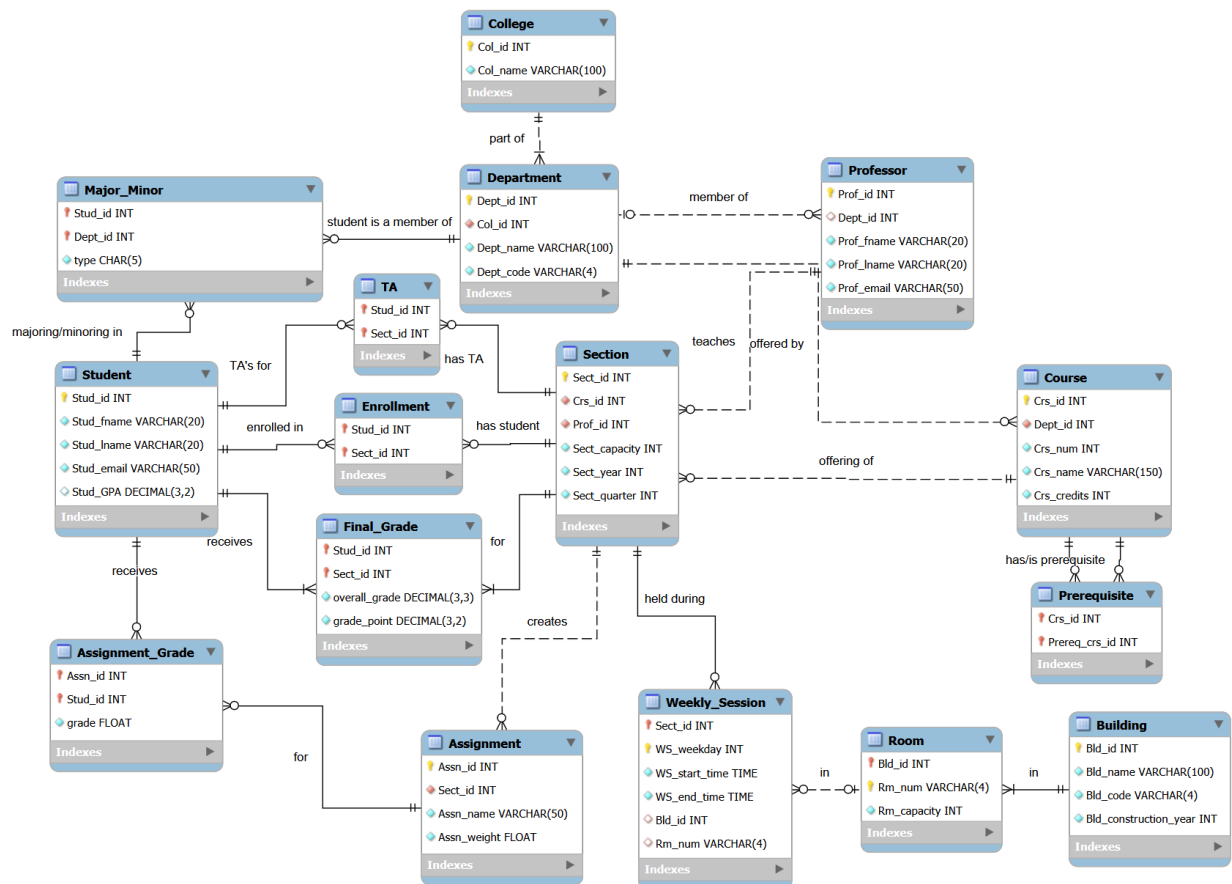 College
Col_id INT
Col_name VARCHAR(100)
Indexes
part of
Department
Dept_id INT
Col_id INT
Dept_name VARCHAR(100)
Dept_code VARCHAR(4)
Indexes
member of
Professor
Prof_id INT
Dept_id INT
Prof_fname VARCHAR(20)
Prof_lname VARCHAR(20)
Prof_email VARCHAR(50)
Indexes
Major_Minor
Stud_id INT
Dept_id INT
type CHAR(5)
Indexes
student is a member of
majoring/minoring in
TA
Stud_id INT
Sect_id INT
Indexes
TA's for
has TA
teaches
offered by
Student
Stud_id INT
Stud_fname VARCHAR(20)
Stud_lname VARCHAR(20)
Stud_email VARCHAR(50)
Stud_GPA DECIMAL(3,2)
Indexes
enrolled in
Enrollment
Stud_id INT
Sect_id INT
Indexes
has student
Section
Sect_id INT
Crs_id INT
Prof_id INT
Sect_capacity INT
Sect_year INT
Sect_quarter INT
Indexes
offering of
Course
Crs_id INT
Dept_id INT
Crs_num INT
Crs_name VARCHAR(150)
Crs_credits INT
Indexes
receives
Final_Grade
Stud_id INT
Sect_id INT
overall_grade DECIMAL(3,3)
grade_point DECIMAL(3,2)
Indexes
for
receives
has/is prerequisite
Prerequisite
Crs_id INT
Prereq_crs_id INT
Indexes
creates
held during
Assignment_Grade
Assn_id INT
Stud_id INT
grade FLOAT
Indexes
for
Assignment
Assn_id INT
Sect_id INT
Assn_name VARCHAR(50)
Assn_weight FLOAT
Indexes
Weekly_Session
Sect_id INT
WS_weekday INT
WS_start_time TIME
WS_end_time TIME
Bld_id INT
Rm_num VARCHAR(4)
Indexes
in
Room
Bld_id INT
Rm_num VARCHAR(4)
Rm_capacity INT
Indexes
in
Building
Bld_id INT
Bld_name VARCHAR(100)
Bld_code VARCHAR(4)
Bld_construction_year INT
Indexes